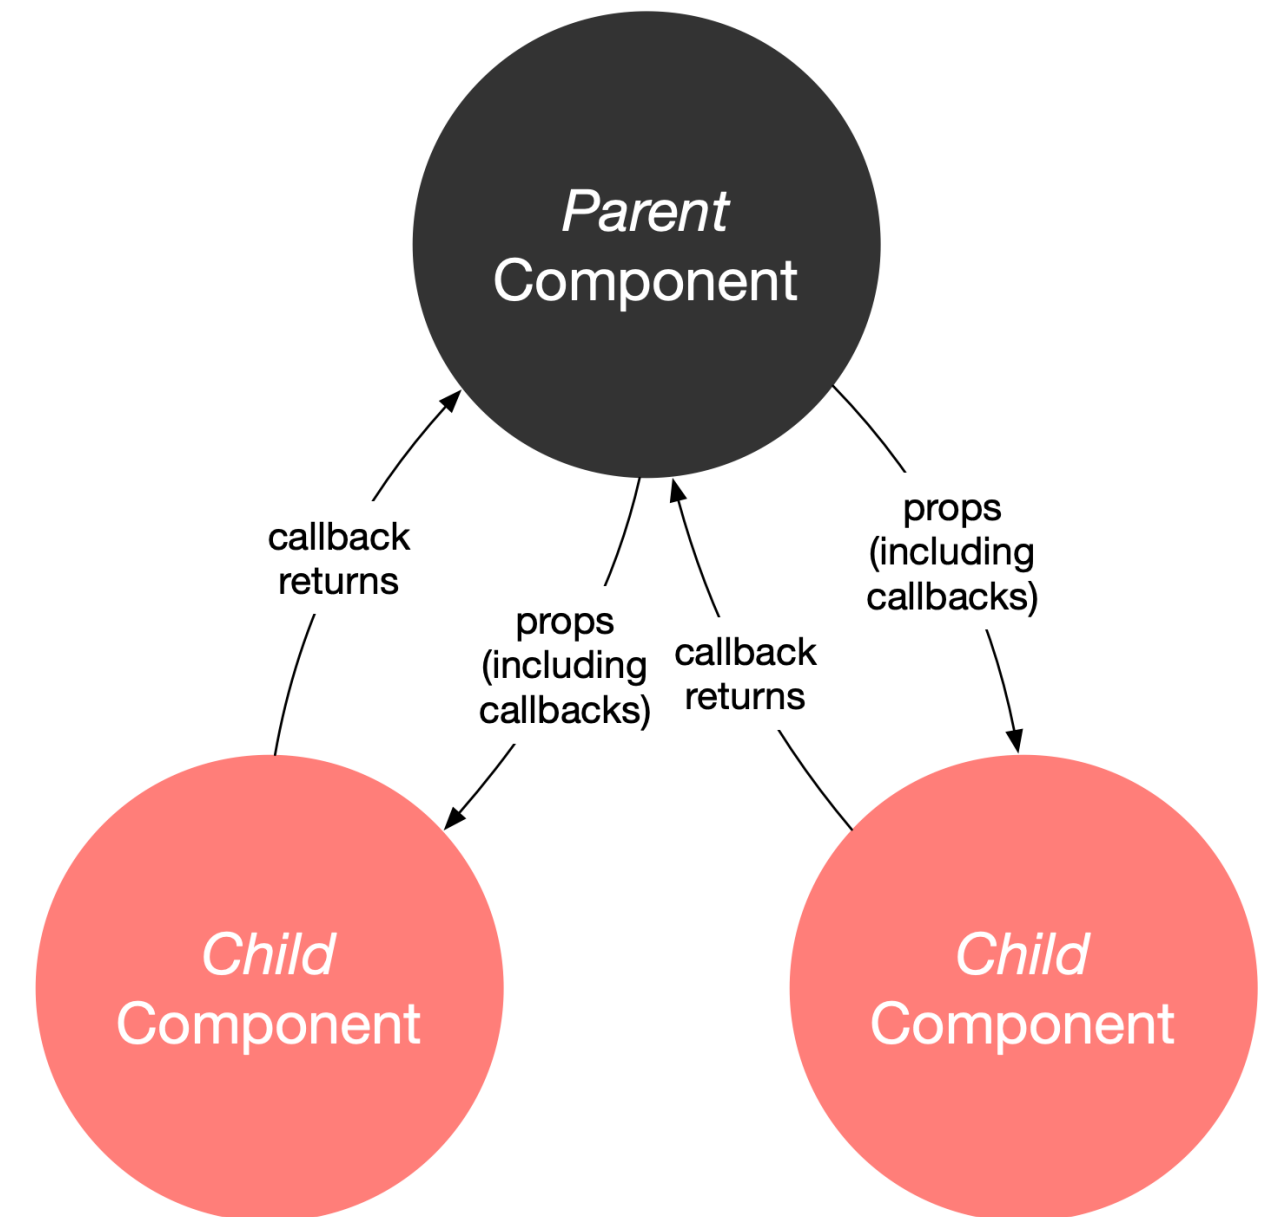 Parent
Component
callback
returns
props
(including
callbacks)
callback
returns
props
(including
callbacks)
Child
Component
Child
Component